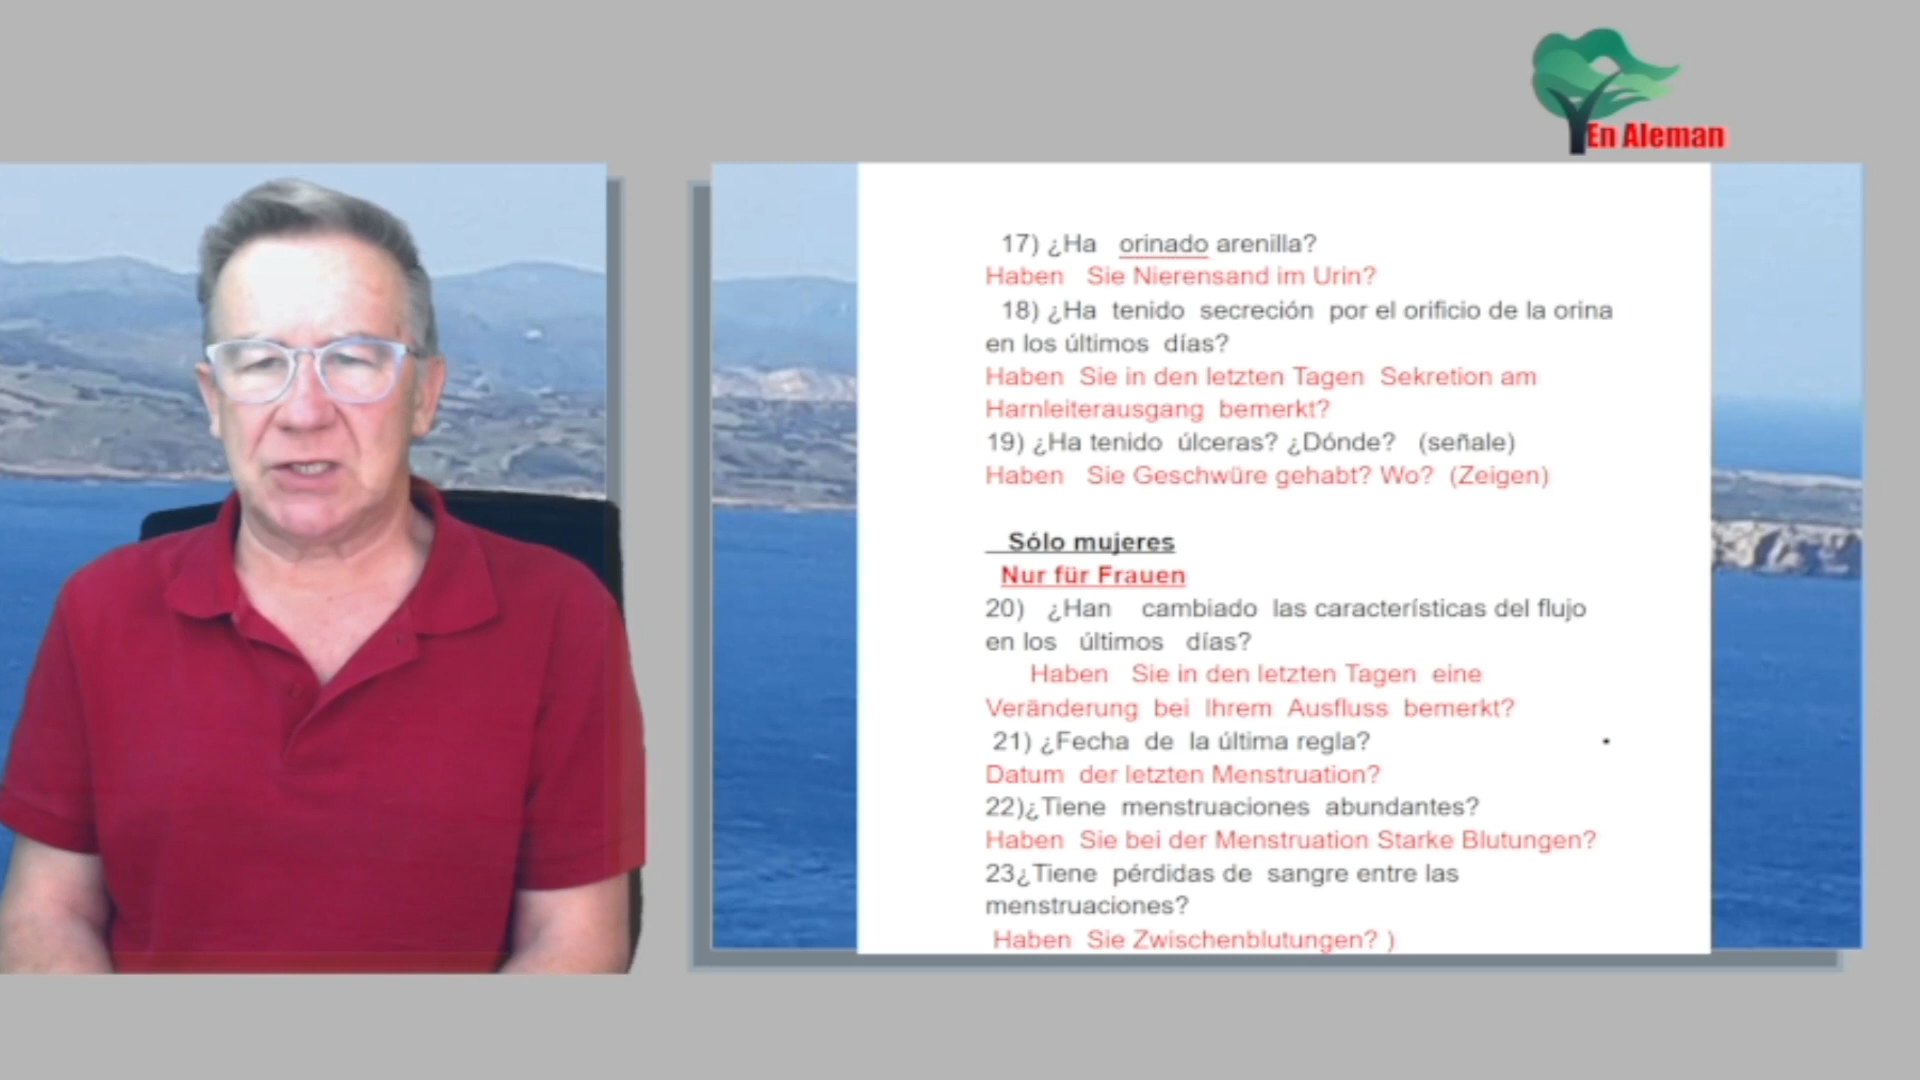 En Aleman
17) ¿Ha orinado arenilla?
Haben Sie Nierensand im Urin?
18) ¿Ha tenido secreción por el orificio de la orina
en los últimos días?
Haben Sie in den letzten Tagen Sekretion am
Harnleiterausgang bemerkt?
19) ¿Ha tenido úlceras? ¿Dónde? (señale)
Haben Sie Geschwüre gehabt? Wo? (Zeigen)
Sólo mujeres
Nur für Frauen
20) ¿Han cambiado las características del flujo
en los últimos días?
Haben Sie in den letzten Tagen eine
Veränderung bei Ihrem Ausfluss bemerkt?
21) ¿Fecha de la última regla?
Datum der letzten Menstruation?
22)¿Tiene menstruaciones abundantes?
Haben Sie bei der Menstruation Starke Blutungen?
23¿Tiene pérdidas de sangre entre las
menstruaciones?
Haben Sie Zwischenblutungen? )